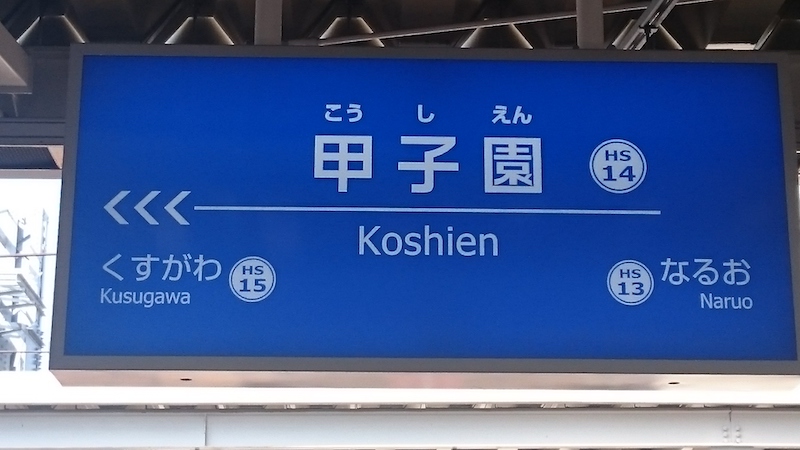 こう し えん
甲子園 HS 14
<<<
Koshien
くすがわ HS 15
Kusugawa
HS 13 なるお
Naruo